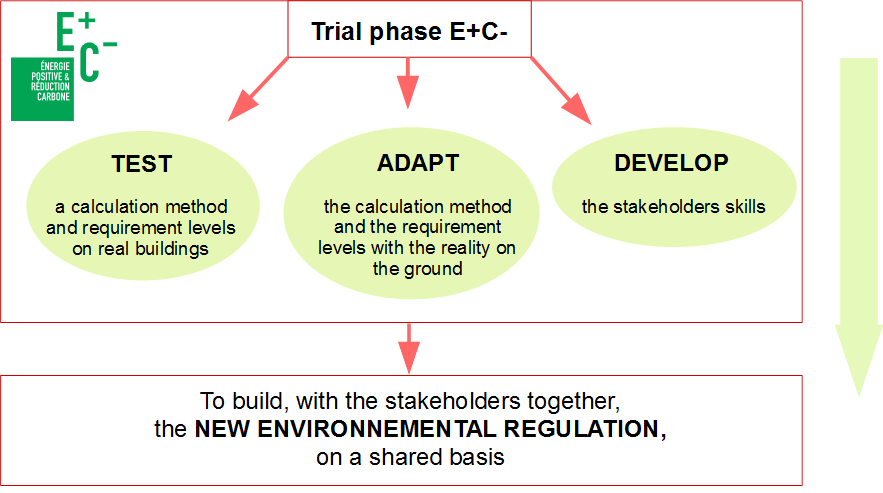 Trial phase E+C-
E+
C-
ÉNERGIE
POSITIVE &
RÉDUCTION
CARBONE
TEST
a calculation method
and requirement levels
on real buildings
ADAPT
the calculation method
and the requirement
levels with the reality on
the ground
DEVELOP
the stakeholders skills
To build, with the stakeholders together,
the NEW ENVIRONNEMENTAL REGULATION,
on a shared basis